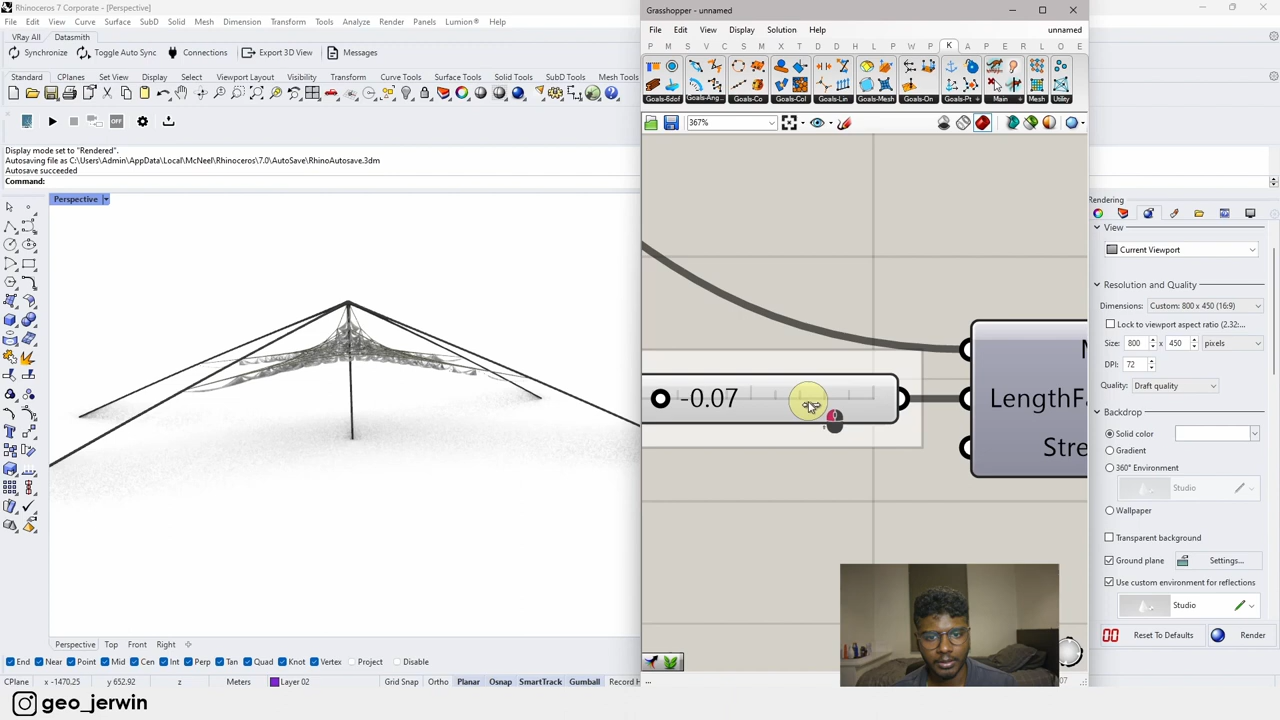 Rhinoceros 7 Corporate - [Perspective]
File Edit View Curve Surface SubD Solid Mesh Dimension Transform Tools Analyze Render Panels Lumion® Help
VRay All Datasmith
Synchronize Toggle Auto Sync Connections Export 3D View Messages
Standard CPlanes Set View Display Select Viewport Layout Visibility Transform Curve Tools Surface Tools Solid Tools SubD Tools Mesh Tools
Display mode set to "Rendered".
Autosaving file as C:\Users\Admin\AppData\Local\McNeel\Rhinoceros\7.0\AutoSave\RhinoAutosave.3dm
Autosave succeeded
Command:
Perspective
Grasshopper - unnamed
File Edit View Display Solution Help unnamed
P M S V C S M X T D D H L P W P K A P E R L O E
Goals-6dof Goals-Ang... Goals-Co Goals-Col Goals-Lin Goals-Mesh Goals-On Goals-Pt Main Mesh Utility
367%
-0.07
LengthFa
Stre
Rendering
View
Current Viewport
Resolution and Quality
Dimensions: Custom: 800 x 450 (16:9)
Lock to viewport aspect ratio (2.32:...
Size: 800 x 450 pixels
DPI: 72
Quality: Draft quality
Backdrop
Solid color
Gradient
360° Environment
Studio
Wallpaper
Transparent background
Ground plane Settings...
Use custom environment for reflections
Studio
Reset To Defaults Render
Perspective Top Front Right
End Near Point Mid Cen Int Perp Tan Quad Knot Vertex Project Disable
CPlane x -1470.25 y 652.92 z Meters Layer 02 Grid Snap Ortho Planar Osnap SmartTrack Gumball Record H
geo_jerwin